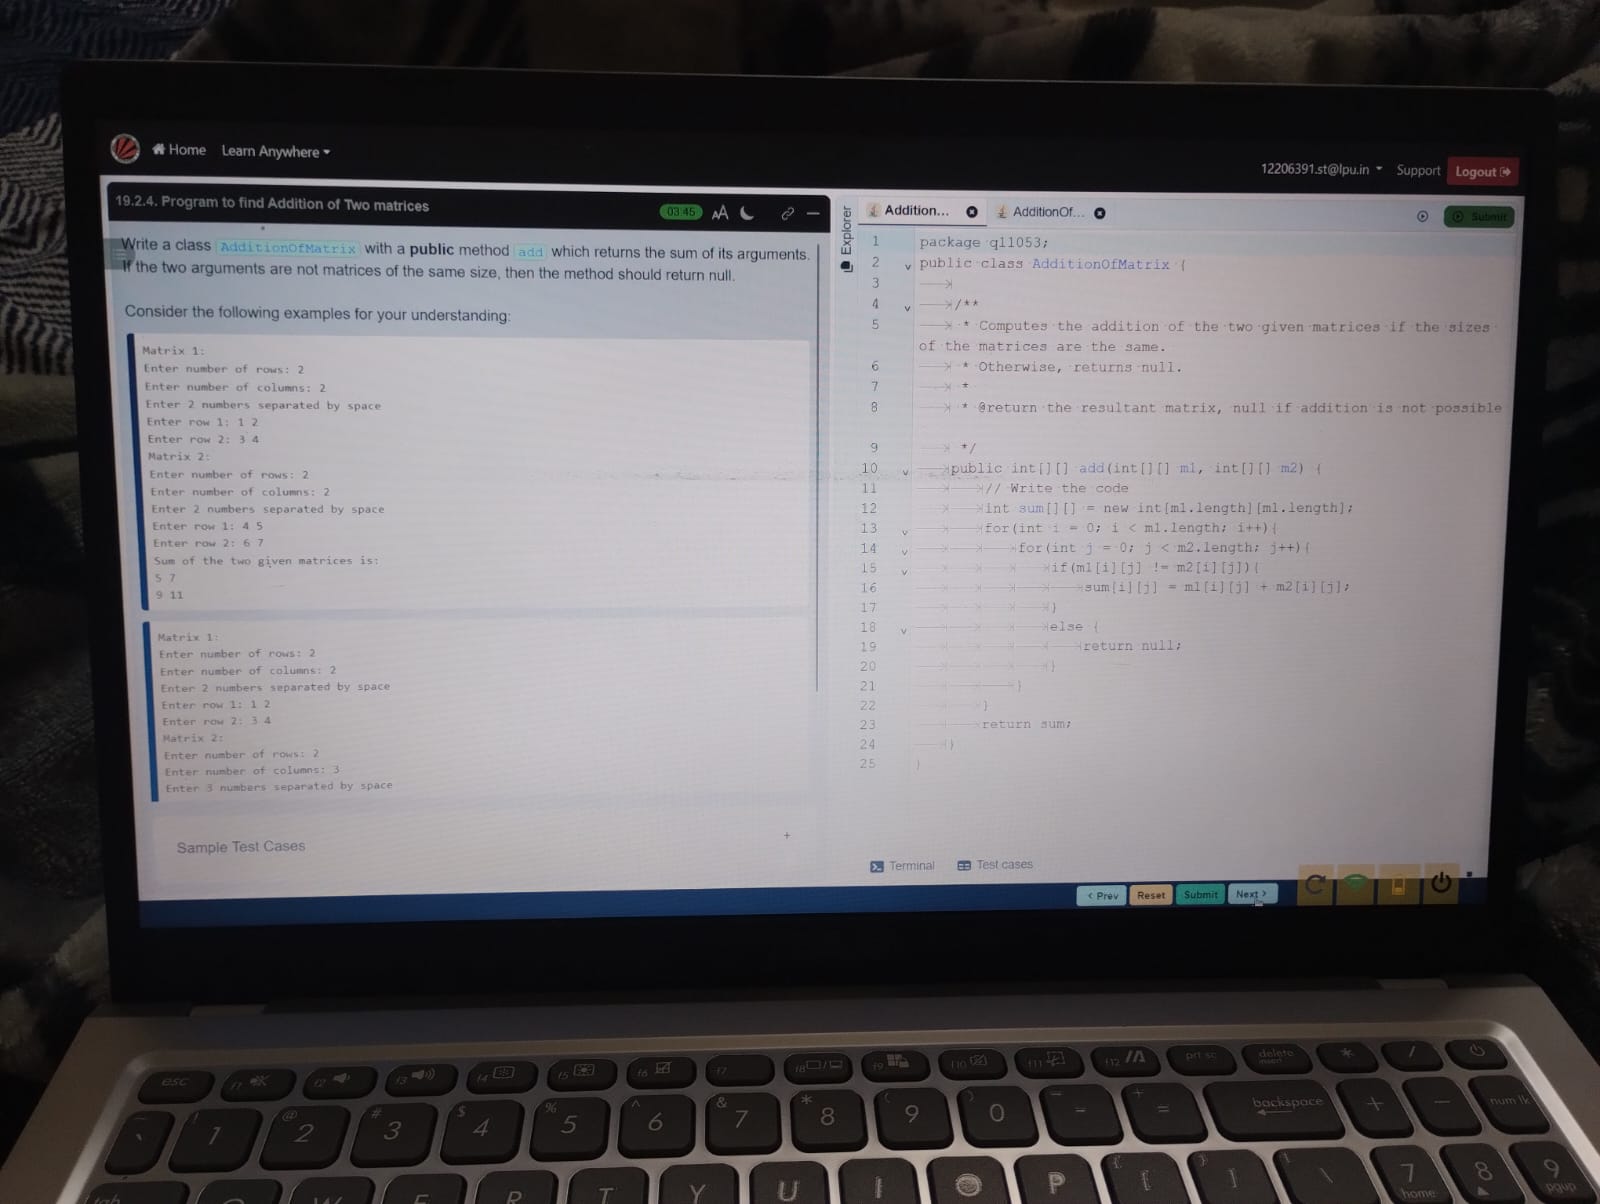 Home Learn Anywhere
12206391.st@lpu.in Support Logout
19.2.4. Program to find Addition of Two matrices
03:45 AA
Write a class AdditionOfMatrix with a public method add which returns the sum of its arguments.
If the two arguments are not matrices of the same size, then the method should return null.
Consider the following examples for your understanding:
Matrix 1:
Enter number of rows: 2
Enter number of columns: 2
Enter 2 numbers separated by space
Enter row 1: 1 2
Enter row 2: 3 4
Matrix 2:
Enter number of rows: 2
Enter number of columns: 2
Enter 2 numbers separated by space
Enter row 1: 4 5
Enter row 2: 6 7
Sum of the two given matrices is:
5 7
9 11
Matrix 1:
Enter number of rows: 2
Enter number of columns: 2
Enter 2 numbers separated by space
Enter row 1: 1 2
Enter row 2: 3 4
Matrix 2:
Enter number of rows: 2
Enter number of columns: 3
Enter 3 numbers separated by space
Sample Test Cases
+
Explorer
Addition... AdditionOf... Submit
1 package q11053;
2 public class AdditionOfMatrix {
3
4 /**
5 * Computes the addition of the two given matrices if the sizes
of the matrices are the same.
6 * Otherwise, returns null.
7 *
8 * @return the resultant matrix, null if addition is not possible
9 */
10 public int[][] add(int[][] m1, int[][] m2) {
11 // Write the code
12 int sum[][] = new int[m1.length][m1.length];
13 for(int i = 0; i < m1.length; i++){
14 for(int j = 0; j < m2.length; j++){
15 if(m1[i][j] != m2[i][j]){
16 sum[i][j] = m1[i][j] + m2[i][j];
17 }
18 else {
19 return null;
20 }
21 }
22 }
23 return sum;
24 }
25 }
Terminal Test cases
< Prev Reset Submit Next >
esc f1 f2 f3 f4 f5 f6 f7 f8 f9 f10 f11 f12 prt sc delete insert * /
~ ` ! 1 @ 2 # 3 $ 4 % 5 ^ 6 & 7 * 8 ( 9 ) 0 - + = backspace + - num lk
tab W E R T Y U I P { [ } ] \ 7 home 8 9 pgup